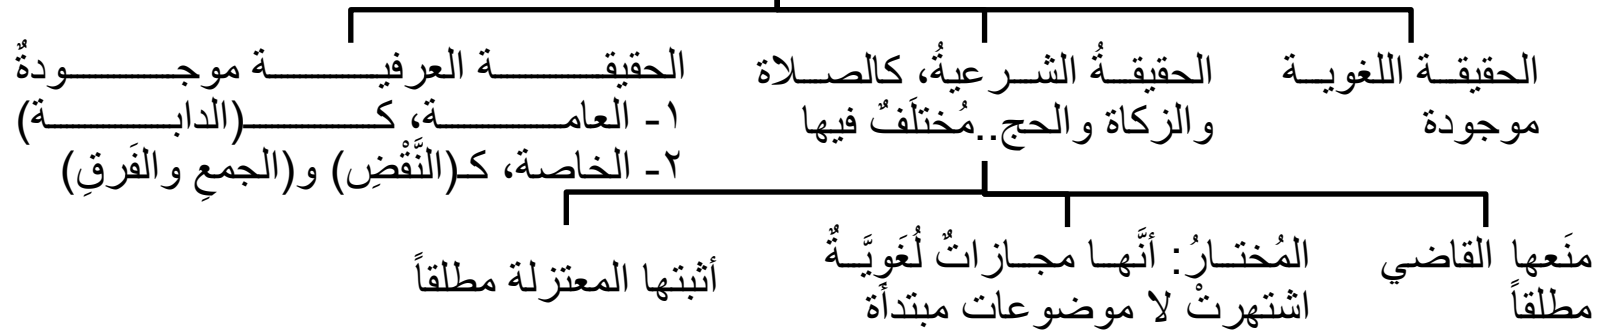 الحقيقة اللغوية
موجودة
الحقيقةُ الشرعيةُ، كالصلاة
والزكاة والحج..مُختلَفٌ فيها
الحقيقة العرفية موجودةٌ
١- العامة، كـ(الدابة)
٢- الخاصة، كـ(النَّقْضِ) و(الجمعِ والفَرقِ)
منَعها القاضي
مطلقاً
المُختارُ: أنَّها مجازاتٌ لُغَويَّةٌ
اشتهرتْ لا موضوعات مبتدأة
أثبتها المعتزلة مطلقاً